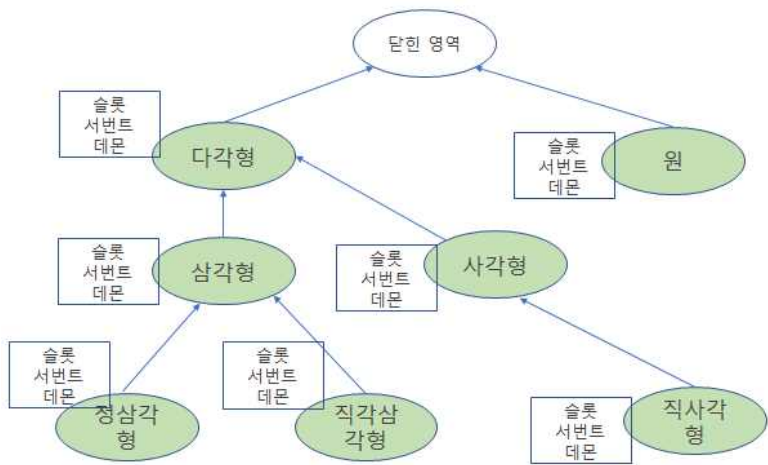 닫힌 영역
슬롯
서번트
데몬
다각형
슬롯
서번트
데몬
원
슬롯
서번트
데몬
삼각형
슬롯
서번트
데몬
사각형
슬롯
서번트
데몬
정삼각
형
슬롯
서번트
데몬
직각삼
각형
슬롯
서번트
데몬
직사각
형